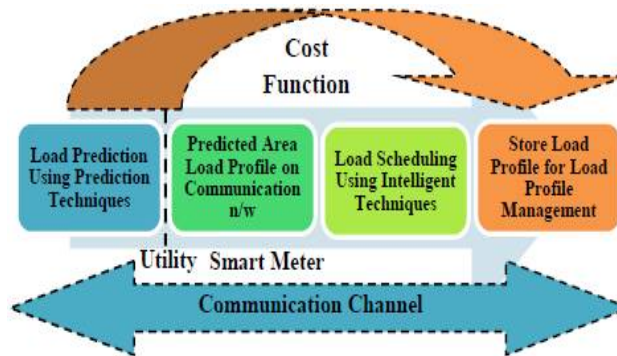 Cost
Function
Load Prediction
Using Prediction
Techniques
Predicted Area
Load Profile on
Communication
n/w
Load Scheduling
Using Intelligent
Techniques
Store Load
Profile for Load
Profile
Management
Utility
Smart Meter
Communication Channel